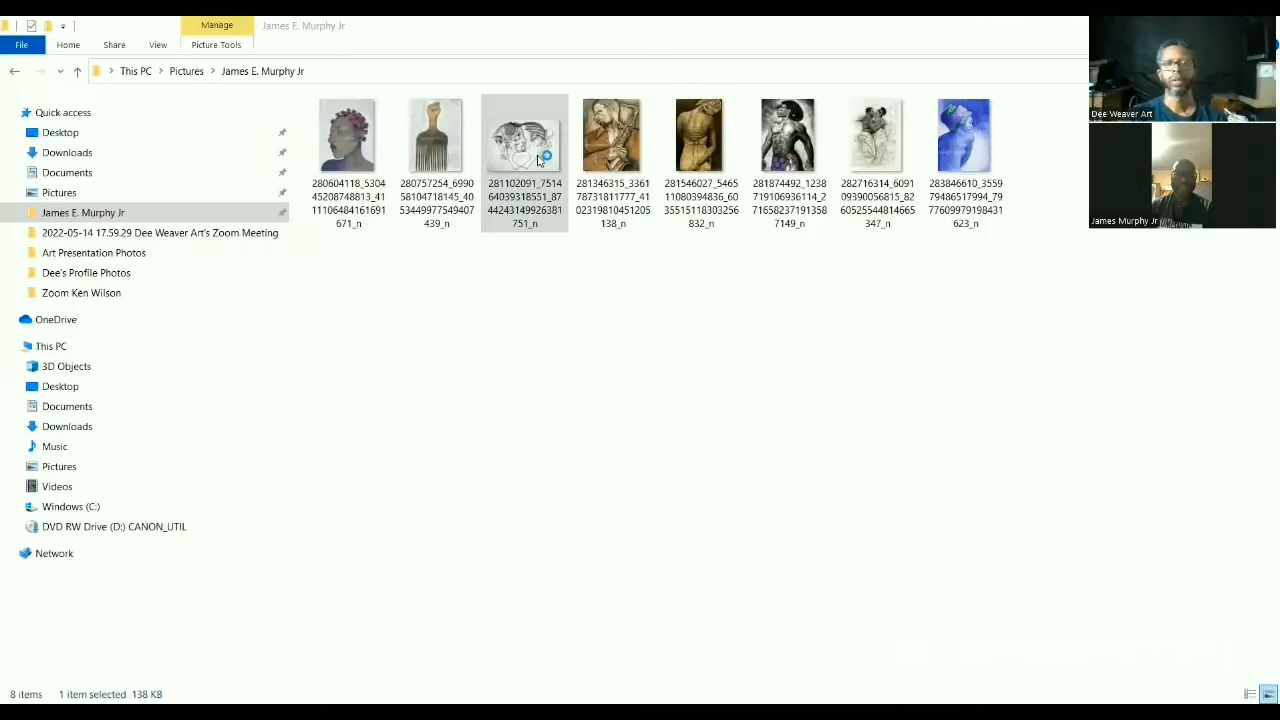 Manage
James E. Murphy Jr
File
Home
Share
View
Picture Tools
This PC
Pictures
James E. Murphy Jr
Quick access
Desktop
Downloads
Documents
Pictures
James E. Murphy Jr
2022-05-14 17.59.29 Dee Weaver Art's Zoom Meeting
Art Presentation Photos
Dee's Profile Photos
Zoom Ken Wilson
OneDrive
This PC
3D Objects
Desktop
Documents
Downloads
Music
Pictures
Videos
Windows (C:)
DVD RW Drive (D:) CANON_UTIL
Network
280604118_5304
45208748813_41
11106484161691
671_n
280757254_6990
58104718145_40
53449977549407
439_n
281102091_7514
64039318551_87
44243149926381
751_n
281346315_3361
78731811777_41
02319810451205
138_n
281546027_5465
11080394836_60
35515118303256
832_n
281874492_1238
719106936114_2
71658237191358
7149_n
282716314_6091
09390056815_82
60525544814665
347_n
283846610_3559
79486517994_79
77609979198431
623_n
Dee Weaver Art
James Murphy Jr
8 items
1 item selected 138 KB